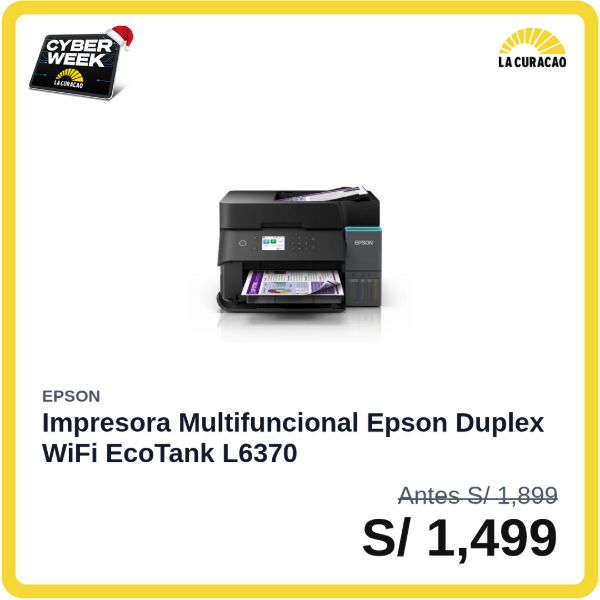 CYBER
WEEK
LA CURACAO
LA CURACAO
EPSON
EPSON
Impresora Multifuncional Epson Duplex
WiFi EcoTank L6370
Antes S/ 1,899
S/ 1,499